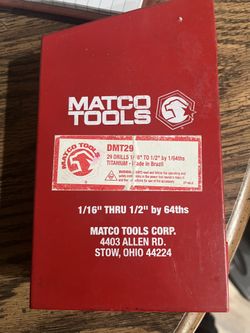 MATCO
TOOLS
MATCO TOOLS
DMT29
29 DRILLS 1/16" TO 1/2" by 1/64ths
TITANIUM - Made in Brazil
1/16" THRU 1/2" by 64ths
MATCO TOOLS CORP.
4403 ALLEN RD.
STOW, OHIO 44224